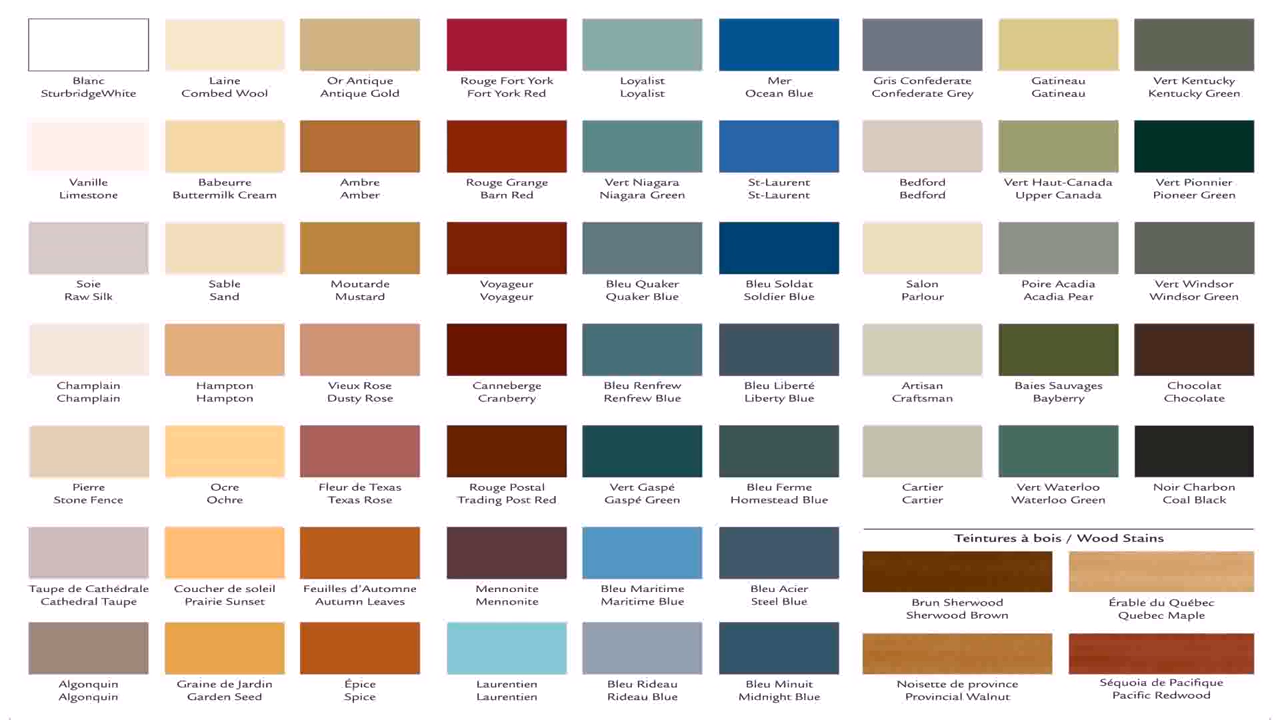 Blanc
SturbridgeWhite
Laine
Combed Wool
Or Antique
Antique Gold
Rouge Fort York
Fort York Red
Loyalist
Loyalist
Mer
Ocean Blue
Gris Confederate
Confederate Grey
Gatineau
Gatineau
Vert Kentucky
Kentucky Green
Vanille
Limestone
Babeurre
Buttermilk Cream
Ambre
Amber
Rouge Grange
Barn Red
Vert Niagara
Niagara Green
St-Laurent
St-Laurent
Bedford
Bedford
Vert Haut-Canada
Upper Canada
Vert Pionnier
Pioneer Green
Soie
Raw Silk
Sable
Sand
Moutarde
Mustard
Voyageur
Voyageur
Bleu Quaker
Quaker Blue
Bleu Soldat
Soldier Blue
Salon
Parlour
Poire Acadia
Acadia Pear
Vert Windsor
Windsor Green
Champlain
Champlain
Hampton
Hampton
Vieux Rose
Dusty Rose
Canneberge
Cranberry
Bleu Renfrew
Renfrew Blue
Bleu Liberté
Liberty Blue
Artisan
Craftsman
Baies Sauvages
Bayberry
Chocolat
Chocolate
Pierre
Stone Fence
Ocre
Ochre
Fleur de Texas
Texas Rose
Rouge Postal
Trading Post Red
Vert Gaspé
Gaspé Green
Bleu Ferme
Homestead Blue
Cartier
Cartier
Vert Waterloo
Waterloo Green
Noir Charbon
Coal Black
Taupe de Cathédrale
Cathedral Taupe
Coucher de soleil
Prairie Sunset
Feuilles d'Automne
Autumn Leaves
Mennonite
Mennonite
Bleu Maritime
Maritime Blue
Bleu Acier
Steel Blue
Teintures à bois / Wood Stains
Brun Sherwood
Sherwood Brown
Érable du Québec
Quebec Maple
Algonquin
Algonquin
Graine de Jardin
Garden Seed
Épice
Spice
Laurentien
Laurentien
Bleu Rideau
Rideau Blue
Bleu Minuit
Midnight Blue
Noisette de province
Provincial Walnut
Séquoia de Pacifique
Pacific Redwood